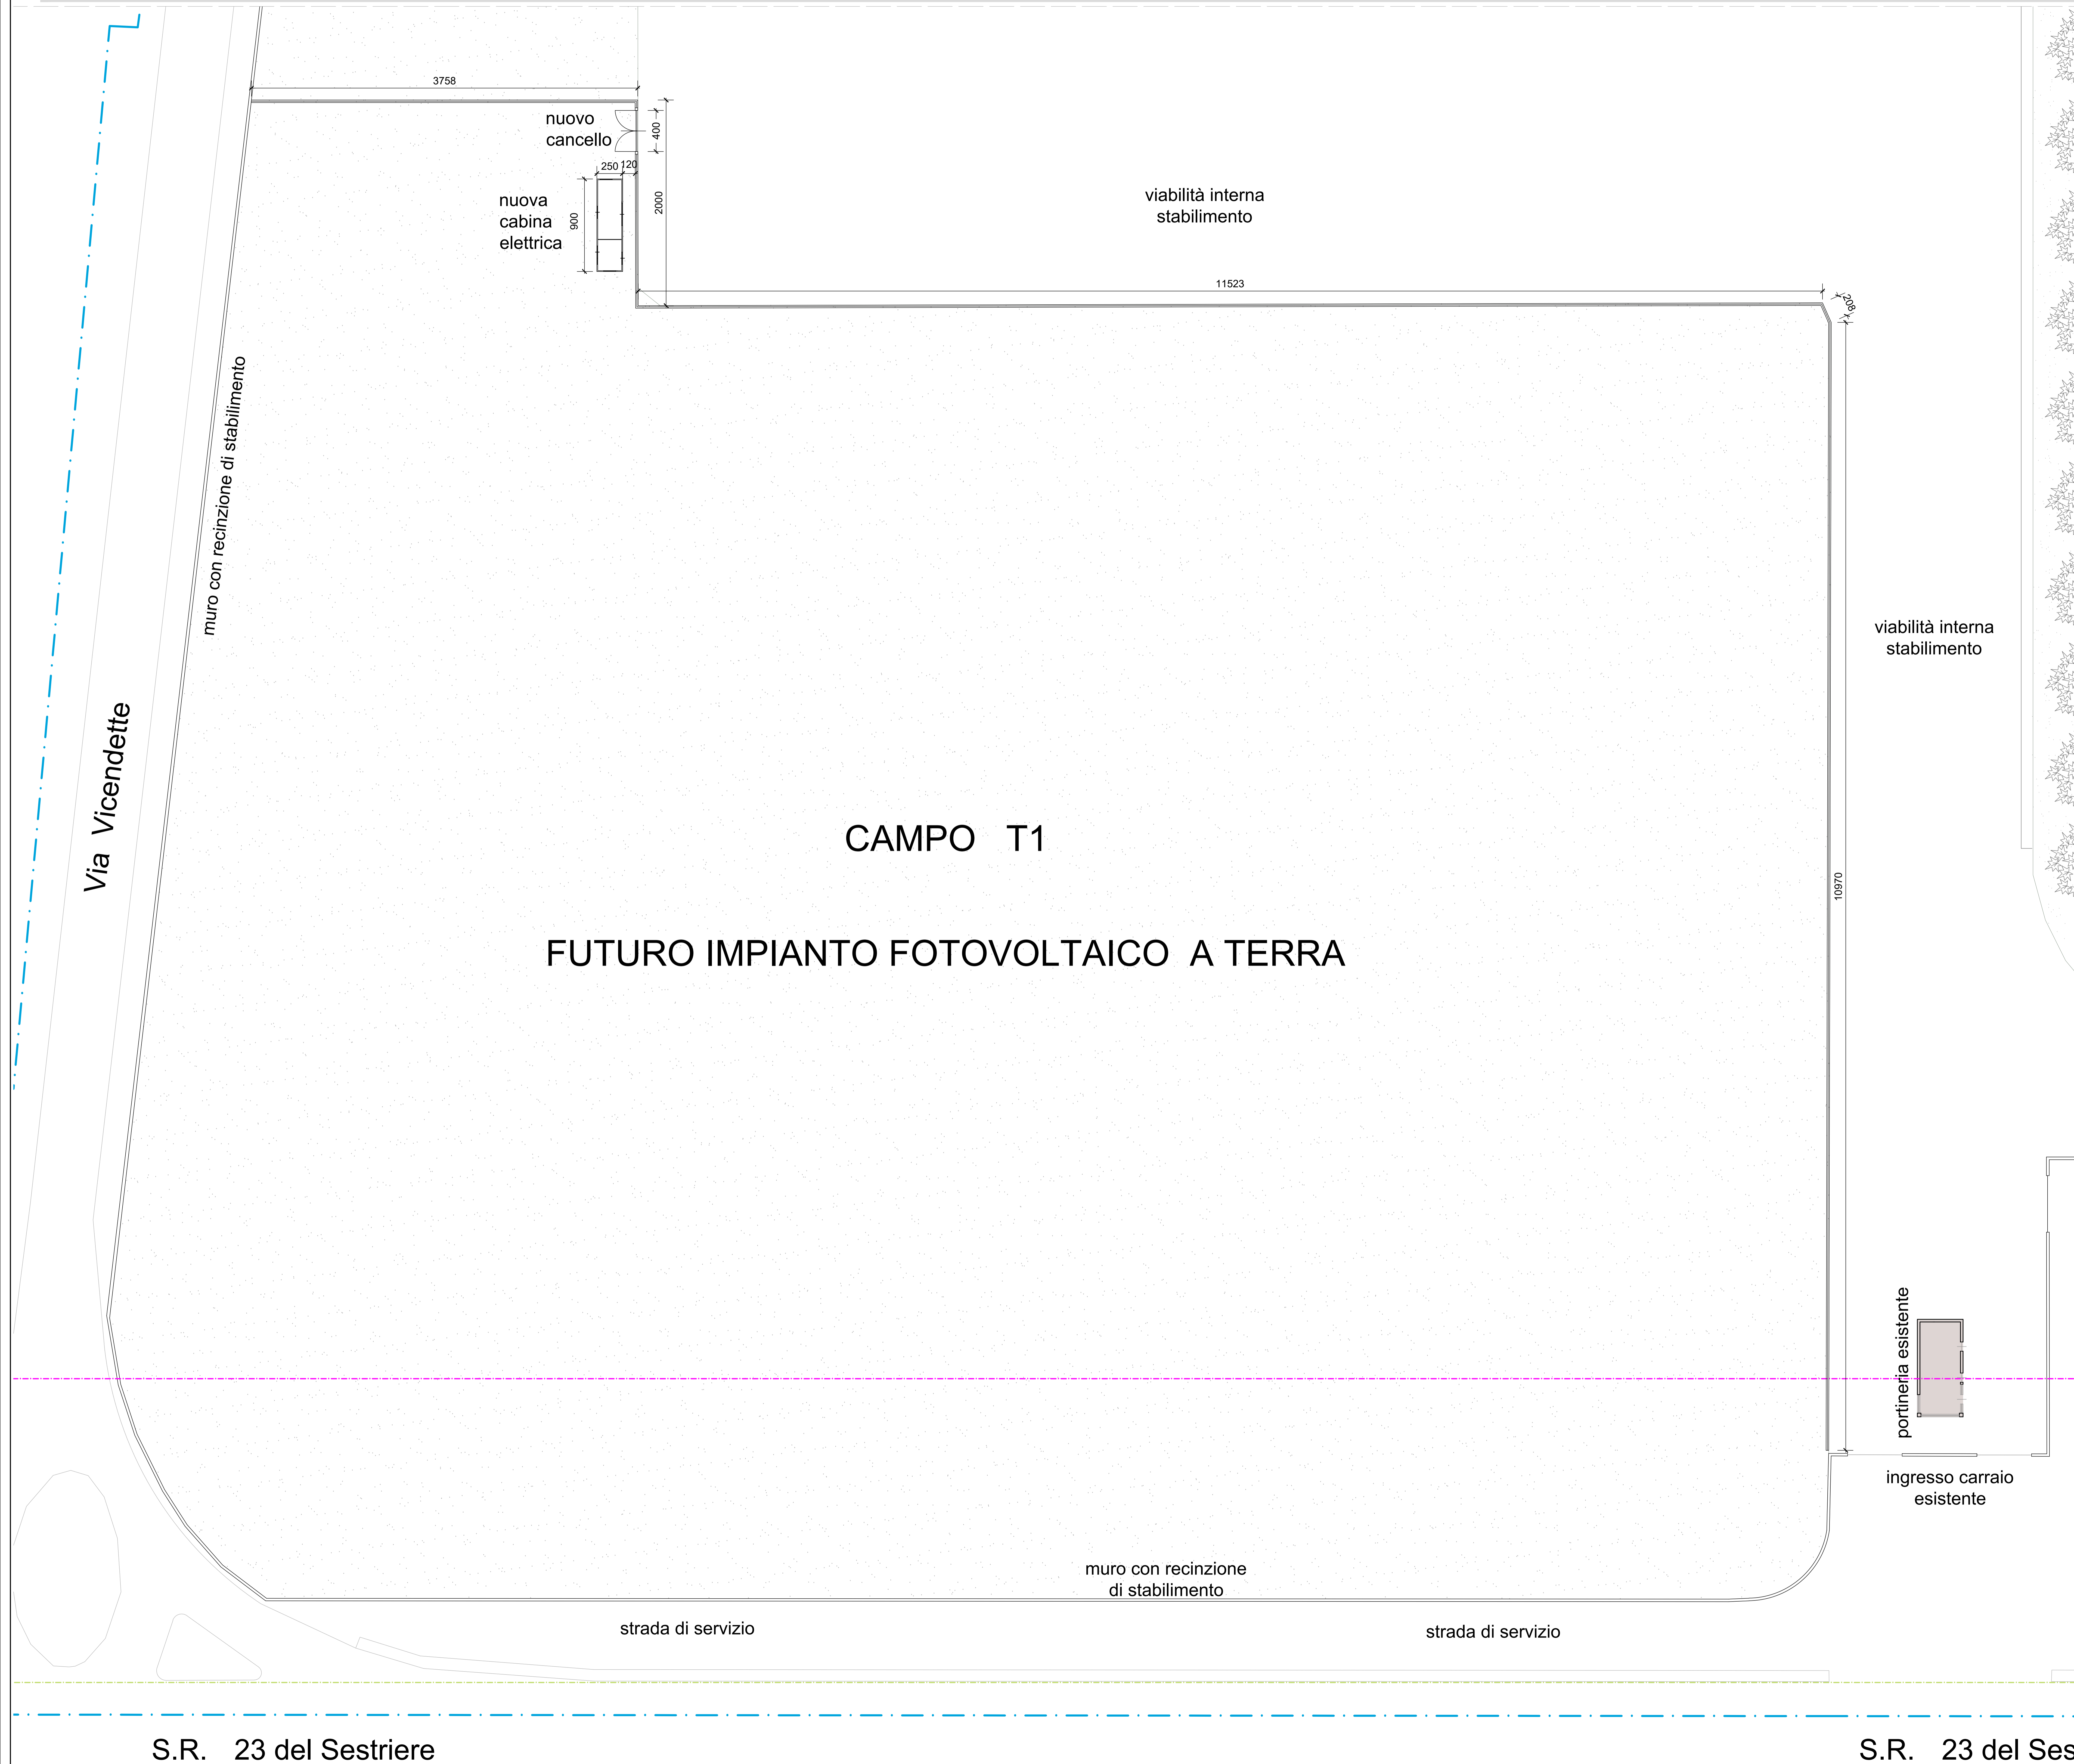 3758
nuovo
cancello
400
250
120
2000
nuova
cabina
elettrica
900
viabilità interna
stabilimento
11523
208
muro con recinzione di stabilimento
viabilità interna
stabilimento
Via Vicendette
CAMPO T1
10970
FUTURO IMPIANTO FOTOVOLTAICO A TERRA
portineria esistente
ingresso carraio
esistente
muro con recinzione
di stabilimento
strada di servizio
strada di servizio
S.R. 23 del Sestriere
S.R. 23 del Ses